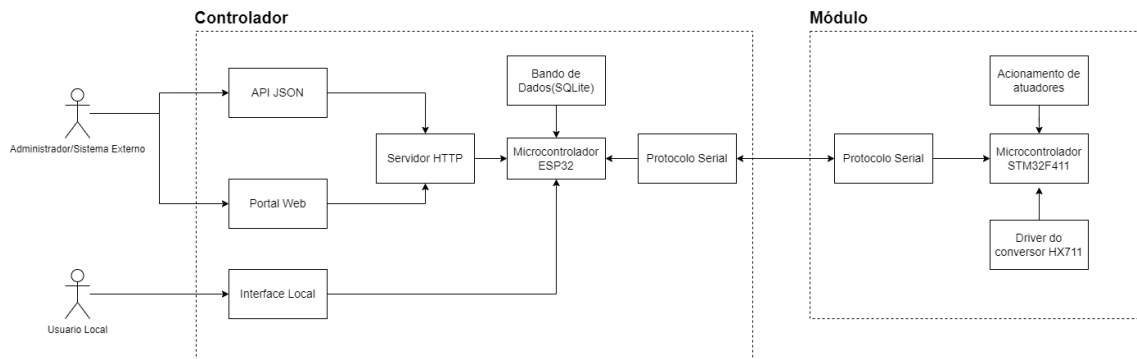 Controlador
Módulo
API JSON
Bando de
Dados(SQLite)
Acionamento de
atuadores
Administrador/Sistema Externo
Servidor HTTP
Microcontrolador
ESP32
Protocolo Serial
Protocolo Serial
Microcontrolador
STM32F411
Portal Web
Driver do
conversor HX711
Interface Local
Usuario Local